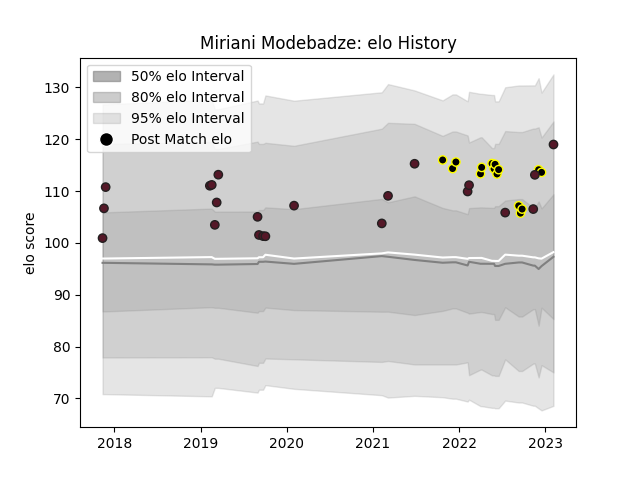 Miriani Modebadze: elo History
50% elo Interval
80% elo Interval
95% elo Interval
Post Match elo
elo score
130
120
110
100
90
80
70
2018 2019 2020 2021 2022 2023